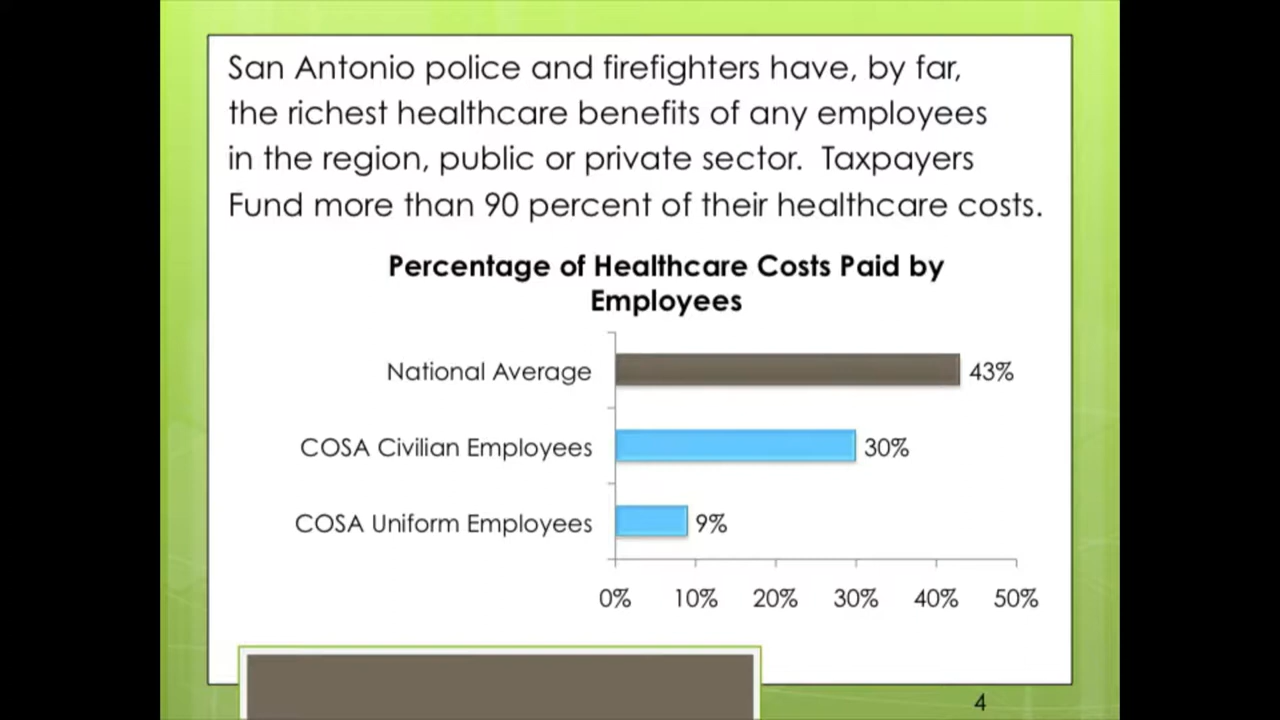 San Antonio police and firefighters have, by far,
the richest healthcare benefits of any employees
in the region, public or private sector.  Taxpayers
Fund more than 90 percent of their healthcare costs.
Percentage of Healthcare Costs Paid by
Employees
National Average 43%
COSA Civilian Employees 30%
COSA Uniform Employees 9%
0% 10% 20% 30% 40% 50%
4